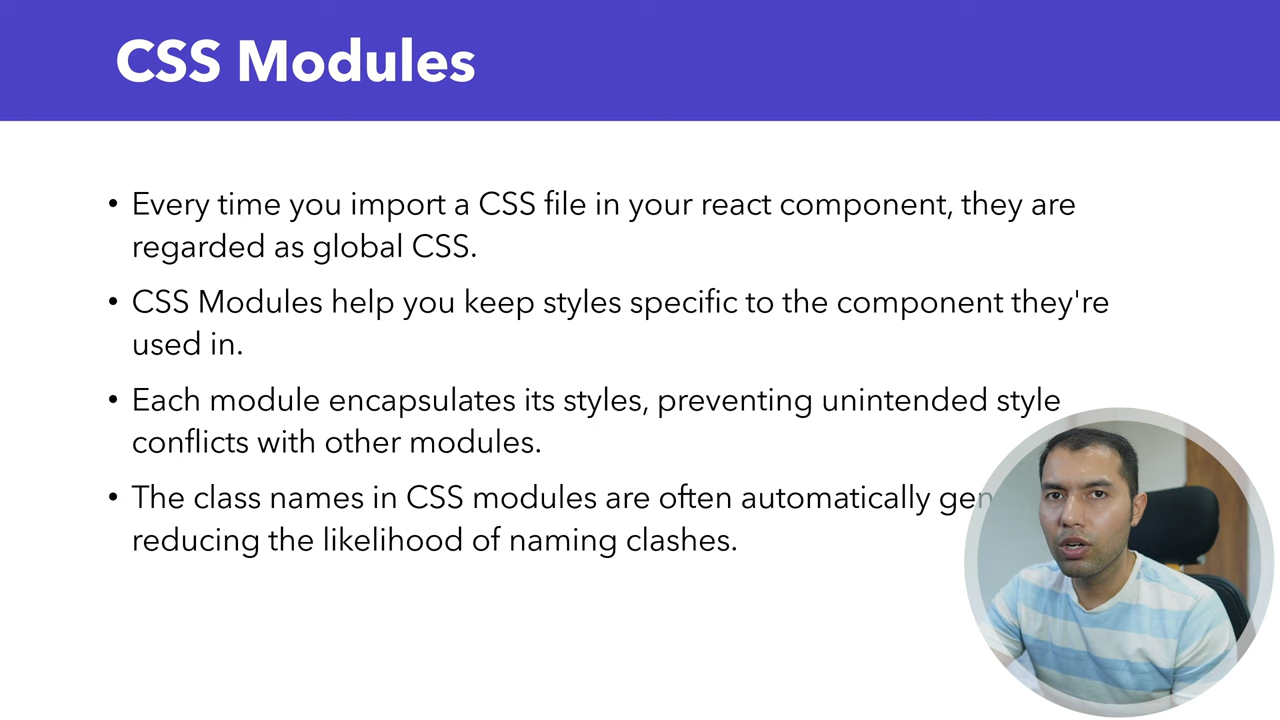 CSS Modules
• Every time you import a CSS file in your react component, they are
regarded as global CSS.
• CSS Modules help you keep styles specific to the component they're
used in.
• Each module encapsulates its styles, preventing unintended style
conflicts with other modules.
• The class names in CSS modules are often automatically
reducing the likelihood of naming clashes.